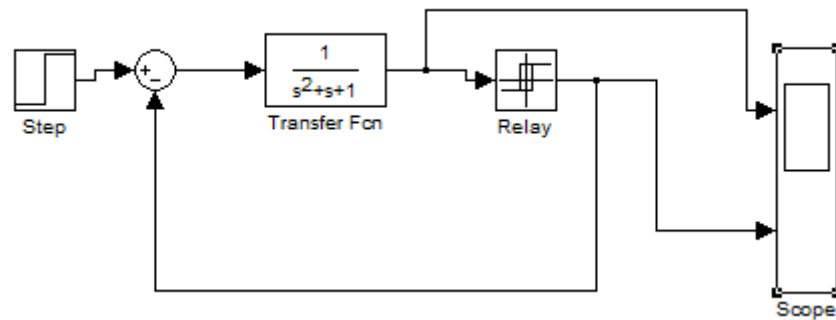 Step
+
−
1
s²+s+1
Transfer Fcn
Relay
Scope